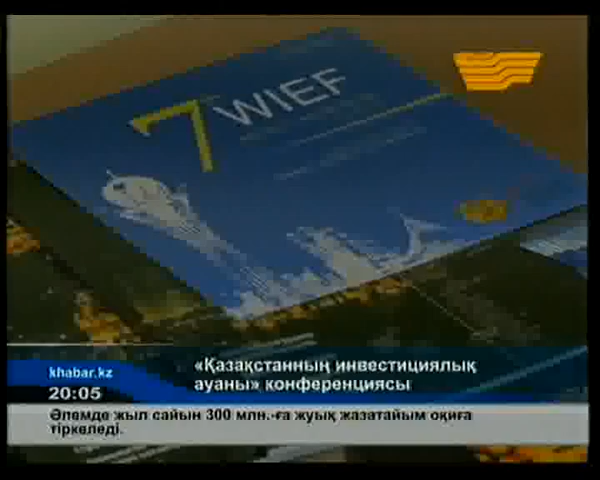 7 WIEF
khabar.kz
20:05
«Қазақстанның инвестициялық
ауаны» конференциясы
Әлемде жыл сайын 300 млн.-ға жуық жазатайым оқиға
тіркеледі.